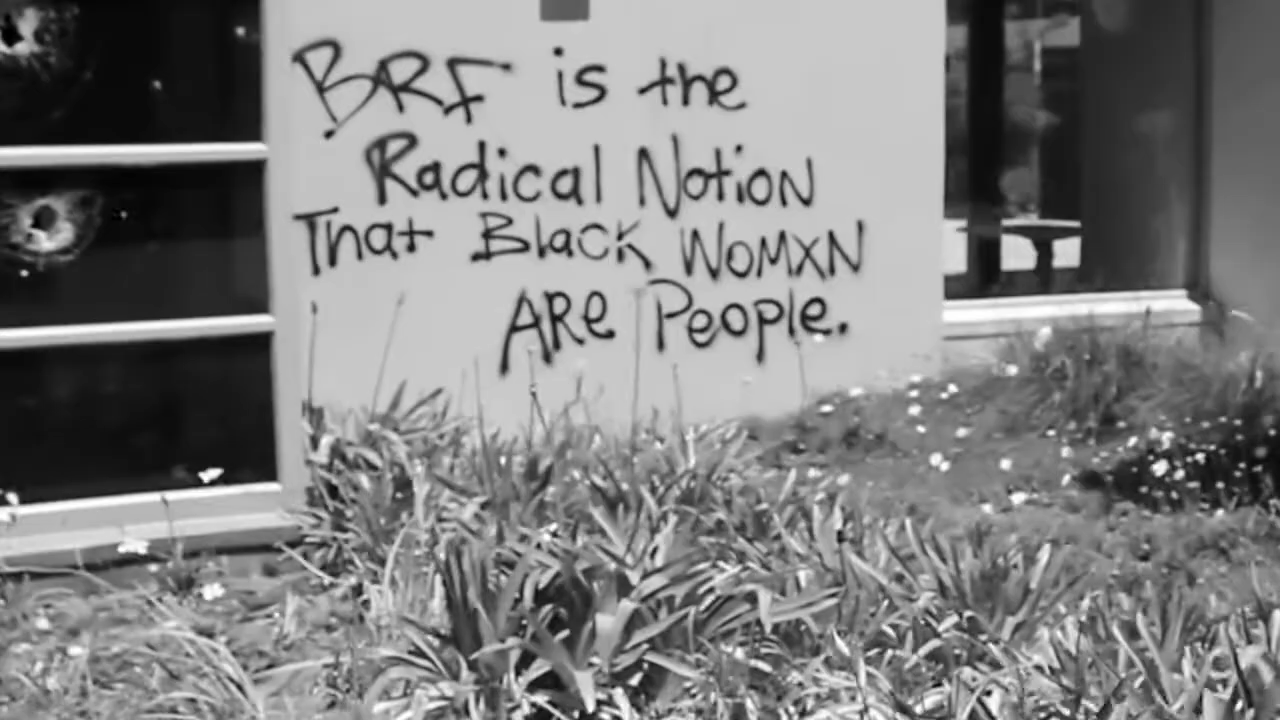 BRF is the
Radical Notion
That Black WOMXN
ARe People.